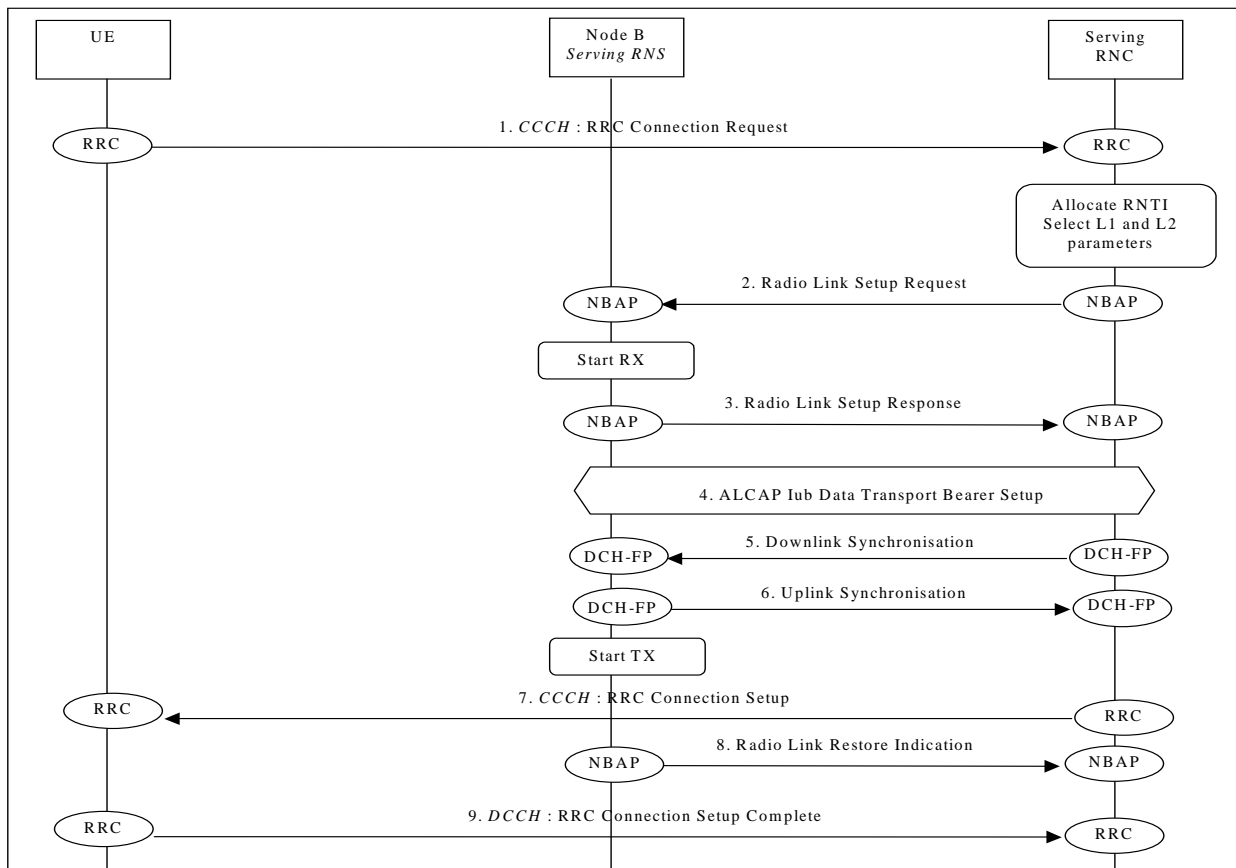 UE
Node B
Serving RNS
Serving
RNC
1. CCCH : RRC Connection Request
RRC
RRC
Allocate RNTI
Select L1 and L2
parameters
2. Radio Link Setup Request
NBAP
NBAP
Start RX
3. Radio Link Setup Response
NBAP
NBAP
4. ALCAP Iub Data Transport Bearer Setup
5. Downlink Synchronisation
DCH-FP
DCH-FP
6. Uplink Synchronisation
DCH-FP
DCH-FP
Start TX
7. CCCH : RRC Connection Setup
RRC
RRC
8. Radio Link Restore Indication
NBAP
NBAP
9. DCCH : RRC Connection Setup Complete
RRC
RRC